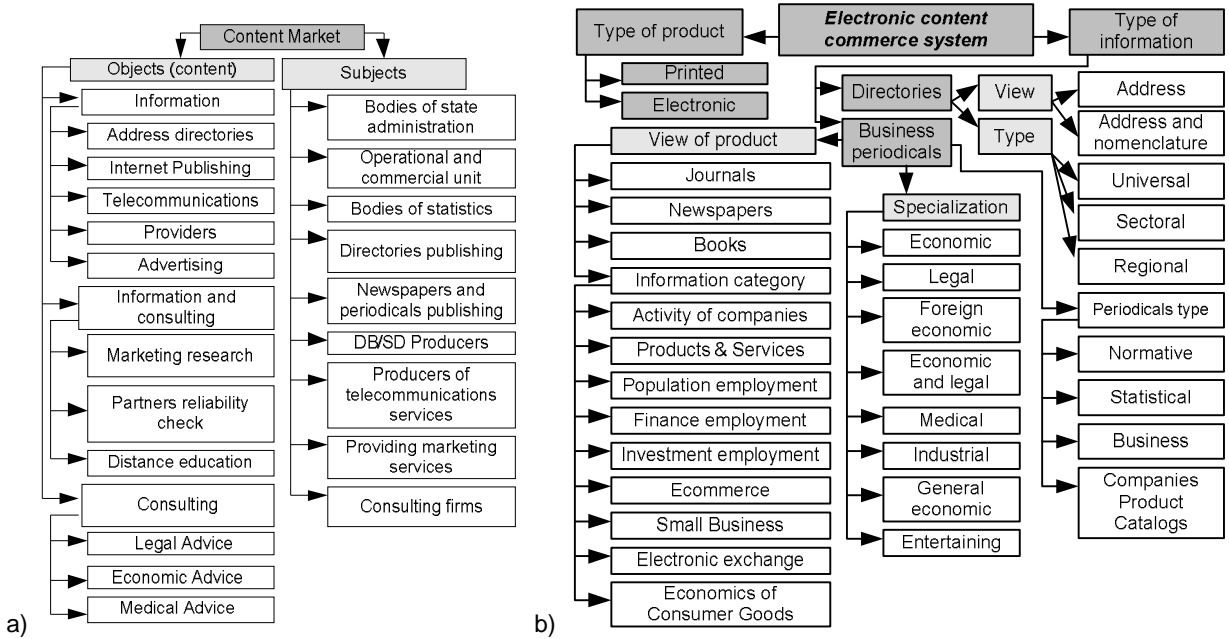 Content Market
Objects (content)
Information
Address directories
Internet Publishing
Telecommunications
Providers
Advertising
Information and
consulting
Marketing research
Partners reliability
check
Distance education
Consulting
Legal Advice
Economic Advice
Medical Advice
Subjects
Bodies of state
administration
Operational and
commercial unit
Bodies of statistics
Directories publishing
Newspapers and
periodicals publishing
DB/SD Producers
Producers of
telecommunications
services
Providing marketing
services
Consulting firms
a)
Electronic content
commerce system
Type of product
Printed
Electronic
Type of
information
Directories
View
Type
Address
Address and
nomenclature
Universal
Sectoral
Regional
Business
periodicals
View of product
Journals
Newspapers
Books
Information category
Activity of companies
Products & Services
Population employment
Finance employment
Investment employment
Ecommerce
Small Business
Electronic exchange
Economics of
Consumer Goods
Specialization
Economic
Legal
Foreign
economic
Economic
and legal
Medical
Industrial
General
economic
Entertaining
Periodicals type
Normative
Statistical
Business
Companies
Product
Catalogs
b)